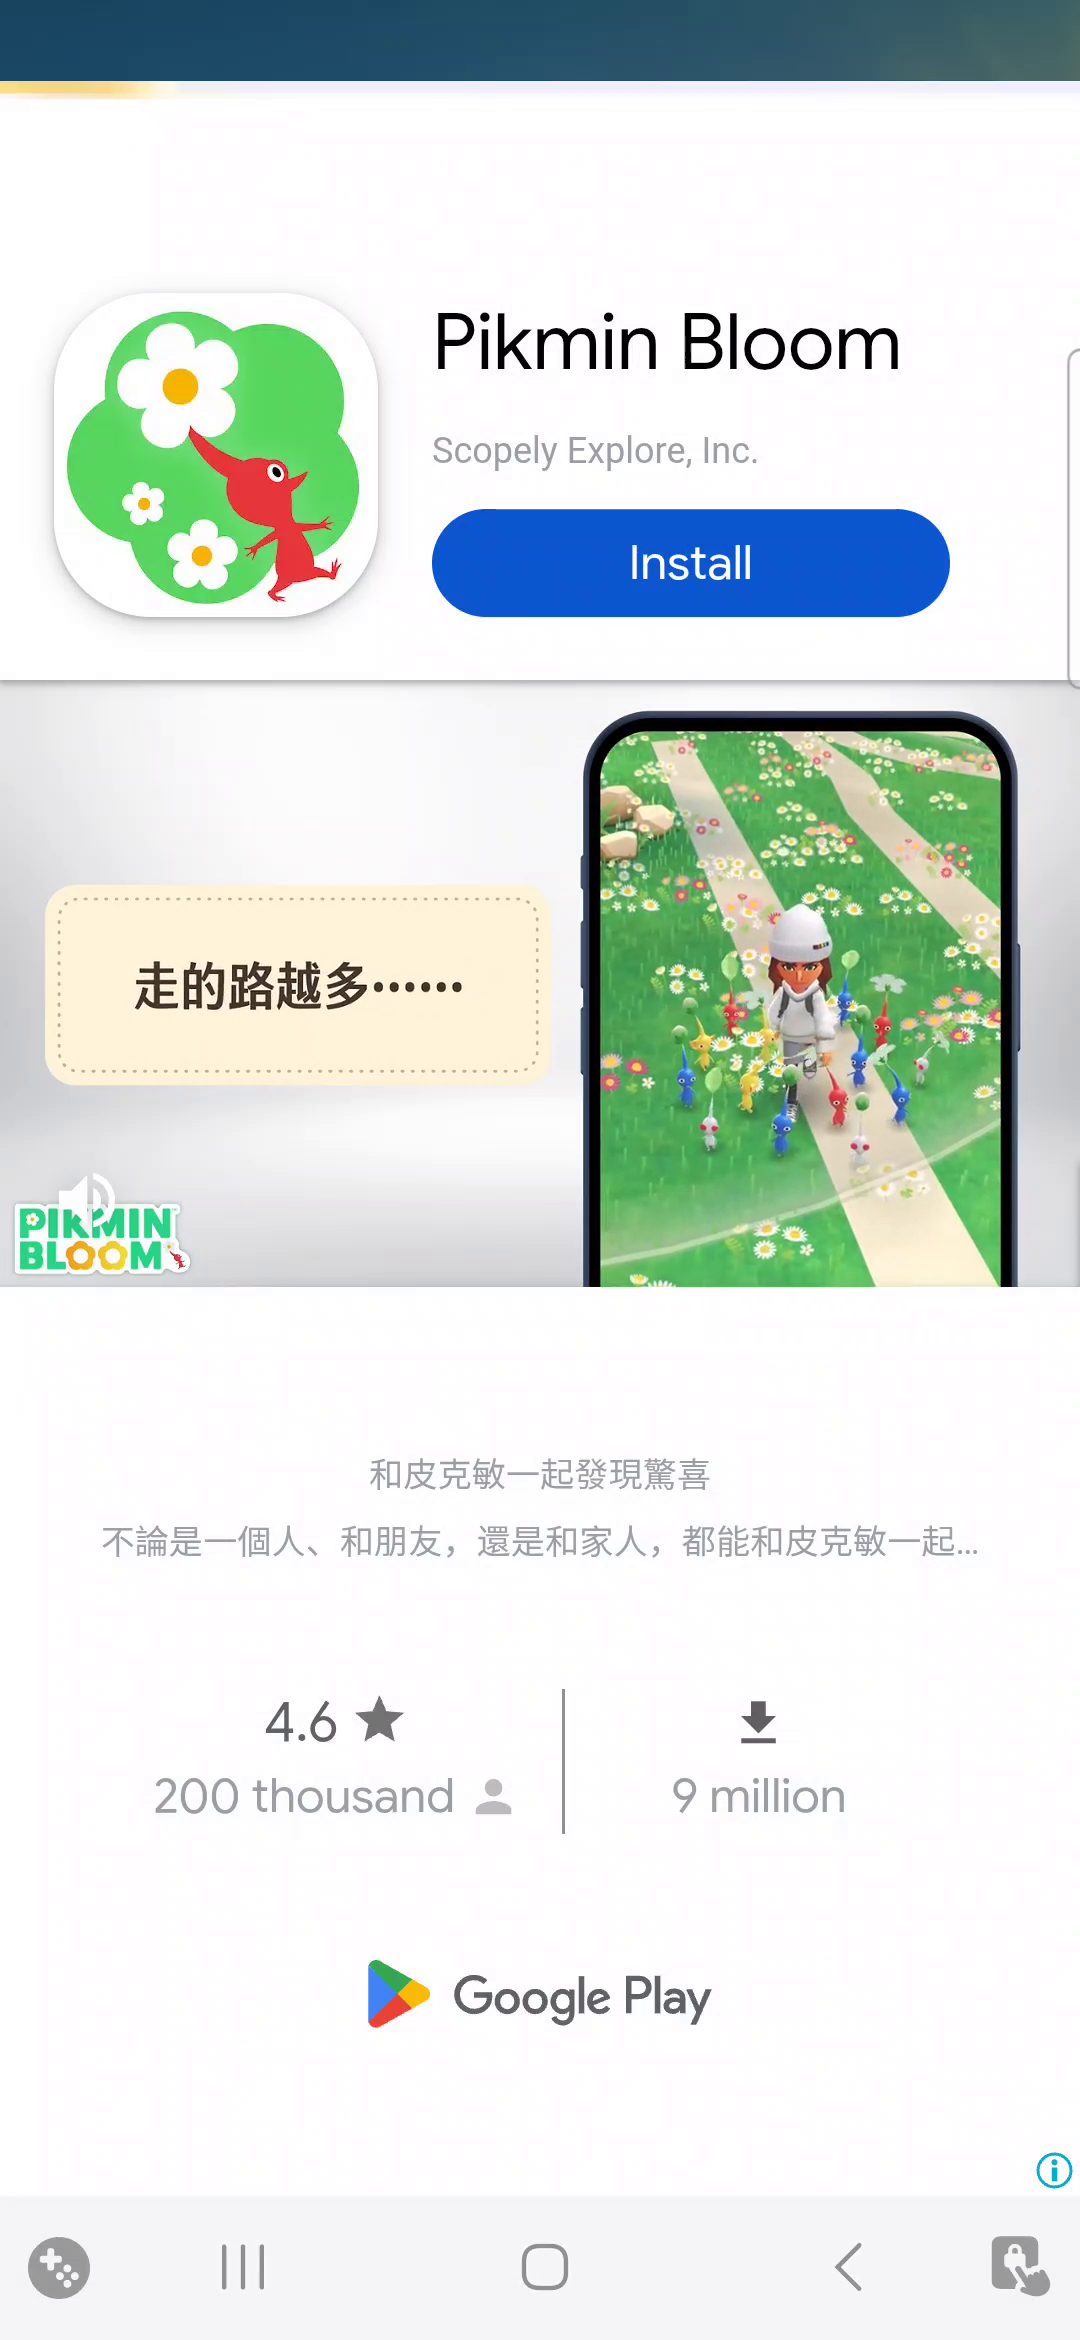 Pikmin Bloom
Scopely Explore, Inc.
Install
走的路越多……
PIKMIN
BLOOM
和皮克敏一起發現驚喜
不論是一個人、和朋友，還是和家人，都能和皮克敏一起...
4.6
200 thousand
9 million
Google Play